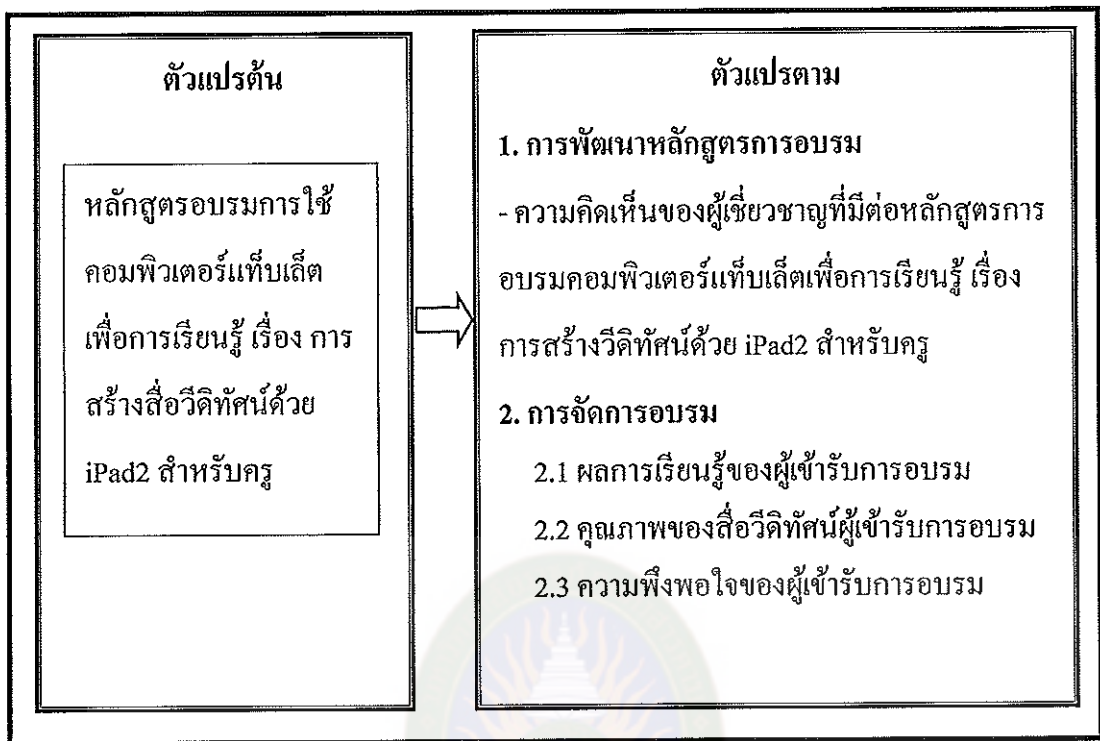 ตัวแปรต้น
หลักสูตรอบรมการใช้
คอมพิวเตอร์แท็บเล็ต
เพื่อการเรียนรู้ เรื่อง การ
สร้างสื่อวีดิทัศน์ด้วย
iPad2 สำหรับครู
ตัวแปรตาม
1. การพัฒนาหลักสูตรการอบรม
- ความคิดเห็นของผู้เชี่ยวชาญที่มีต่อหลักสูตรการ
อบรมคอมพิวเตอร์แท็บเล็ตเพื่อการเรียนรู้ เรื่อง
การสร้างวีดิทัศน์ด้วย iPad2 สำหรับครู
2. การจัดการอบรม
2.1 ผลการเรียนรู้ของผู้เข้ารับการอบรม
2.2 คุณภาพของสื่อวีดิทัศน์ผู้เข้ารับการอบรม
2.3 ความพึงพอใจของผู้เข้ารับการอบรม